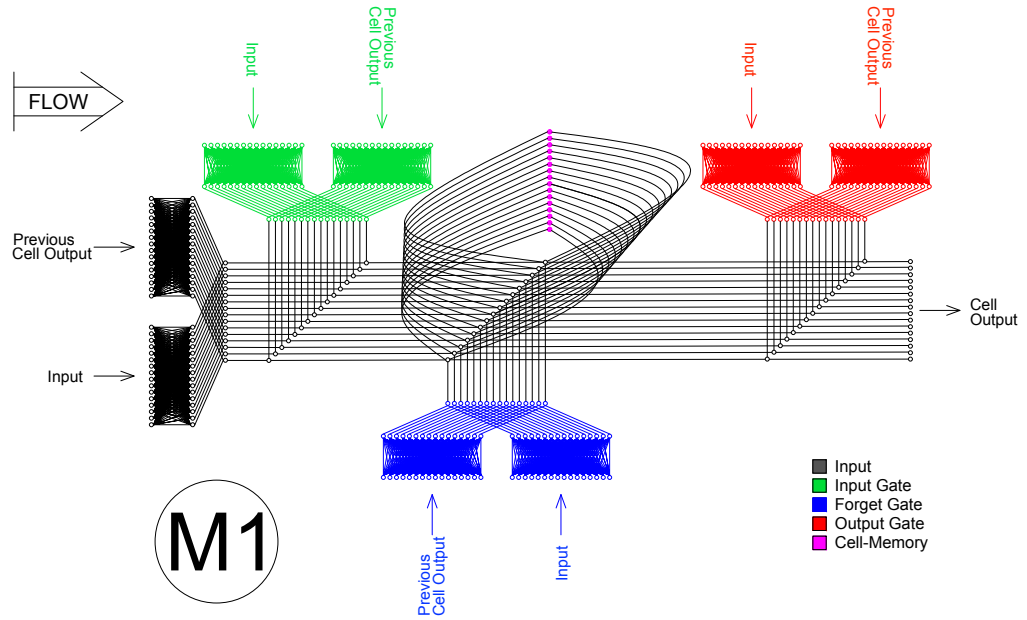 FLOW
Input
Previous
Cell Output
Input
Previous
Cell Output
Previous
Cell Output
Input
Cell
Output
Previous
Cell Output
Input
M1
Input
Input Gate
Forget Gate
Output Gate
Cell-Memory